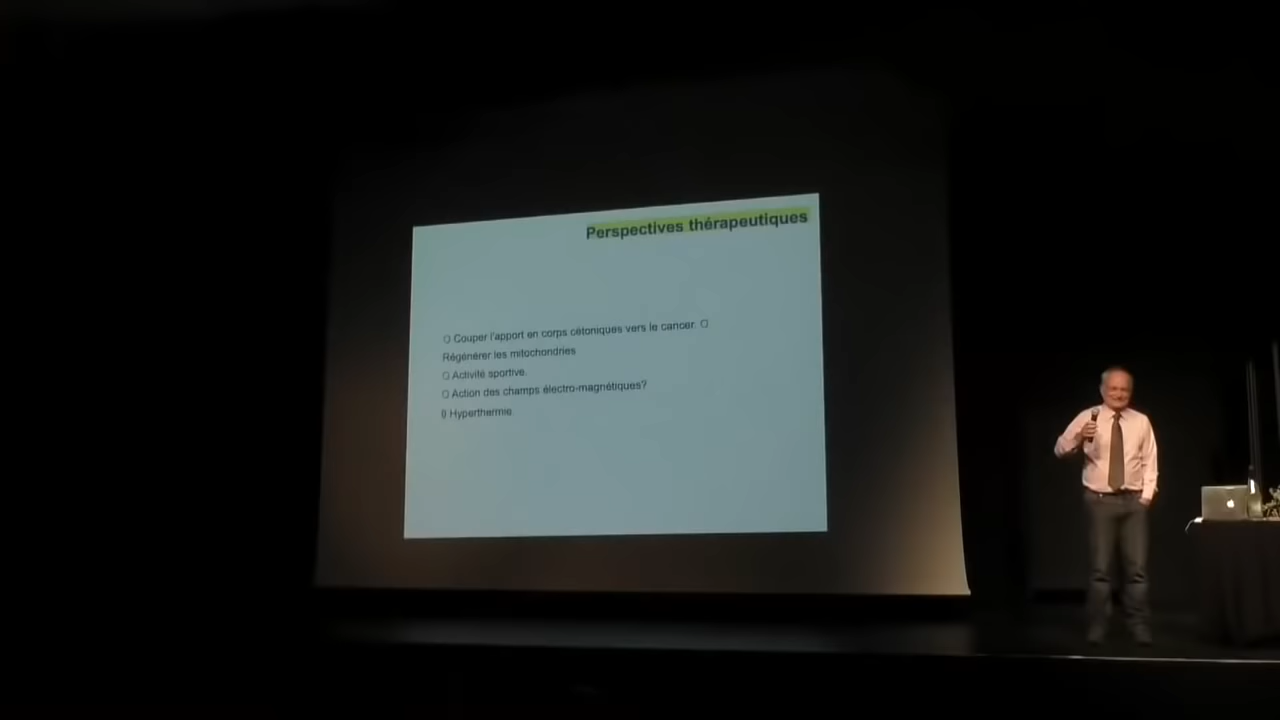 Perspectives thérapeutiques
O Couper l'apport en corps cétoniques vers le cancer. O
Régénérer les mitochondries
O Activité sportive.
O Action des champs électro-magnétiques?
() Hyperthermie.